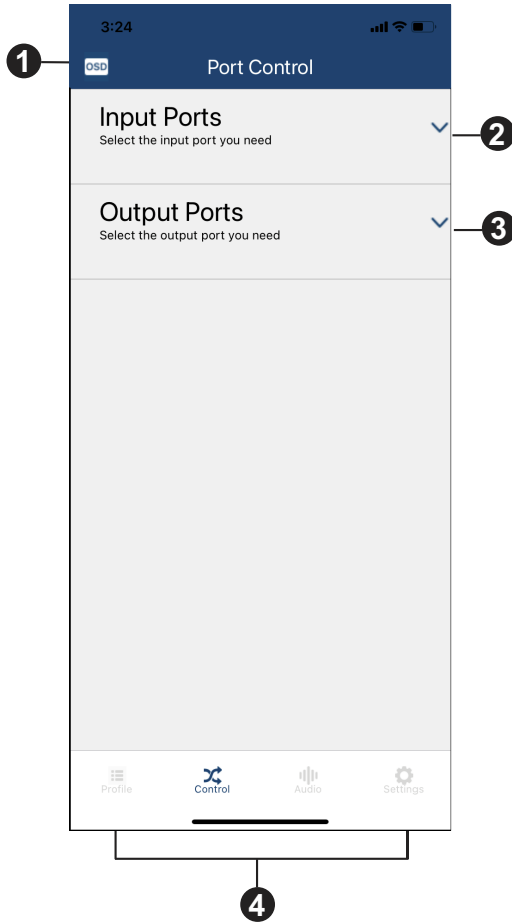 3:24
1
OSD
Port Control
Input Ports
Select the input port you need
2
Output Ports
Select the output port you need
3
Profile
Control
Audio
Settings
4